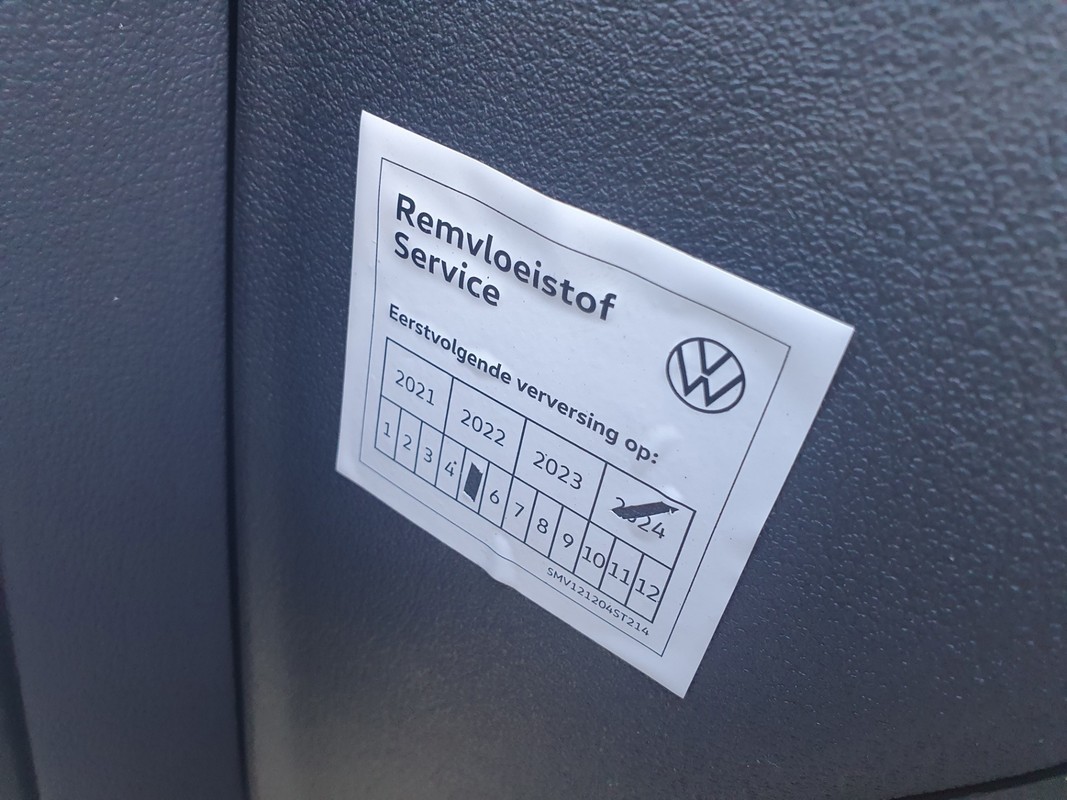 Remvloeistof
Service
Eerstvolgende verversing op:
2021 2022 2023 2024
1 2 3 4 6 7 8 9 10 11 12
SMV121204ST214